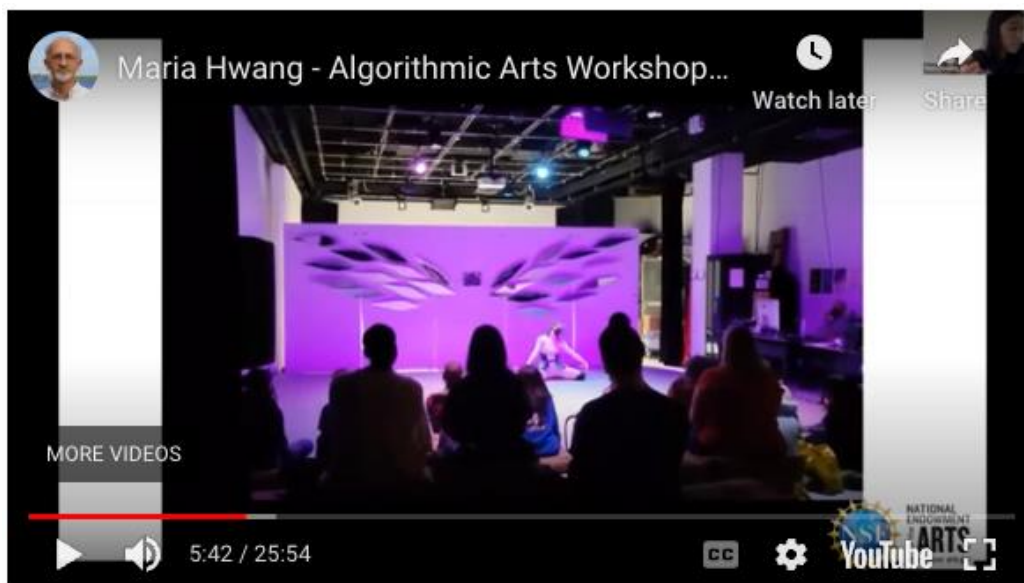 Maria Hwang - Algorithmic Arts Workshop...
Watch later
Share
MORE VIDEOS
5:42 / 25:54
CC
YouTube
NSF
NATIONAL
ENDOWMENT
ARTS